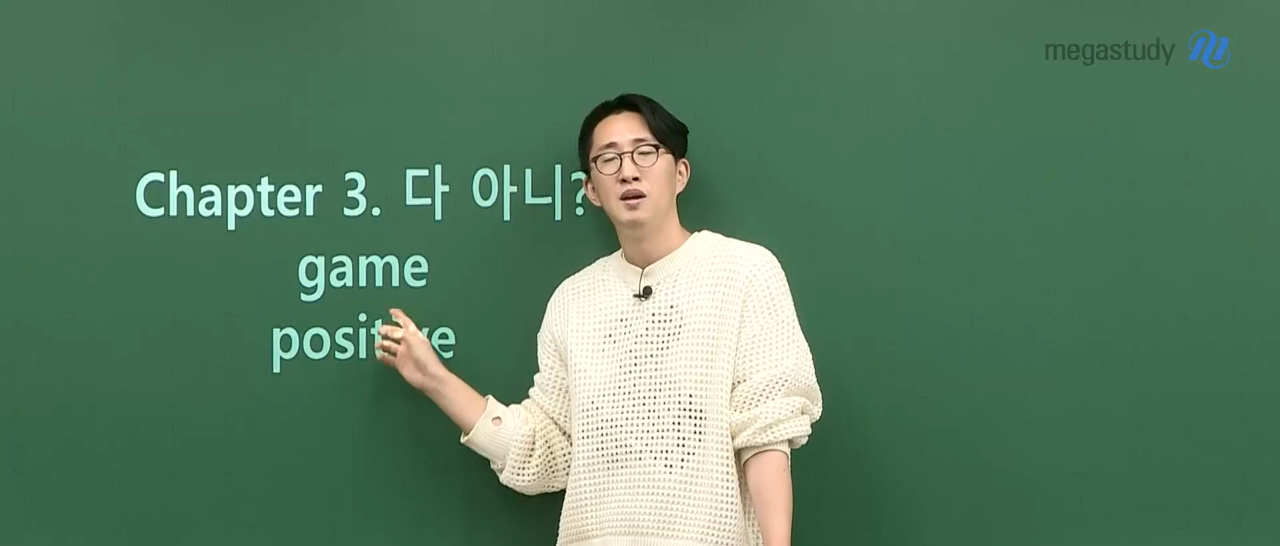 megastudy
Chapter 3. 다 아니?
game
positive